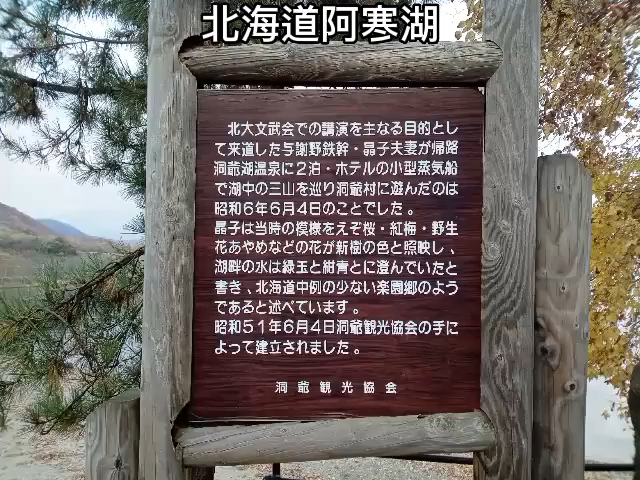 北海道阿寒湖
北大文武会での講演を主なる目的とし
て来道した与謝野鉄幹・晶子夫妻が帰路
洞爺湖温泉に2泊・ホテルの小型蒸気船
で湖中の三山を巡り洞爺村に遊んだのは
昭和6年6月4日のことでした。
晶子は当時の模様をえぞ桜・紅梅・野生
花あやめなどの花が新樹の色と照映し、
湖畔の水は緑玉と紺青とに澄んでいたと
書き、北海道中例の少ない楽園郷のよう
であると述べています。
昭和51年6月4日洞爺観光協会の手に
よって建立されました。
洞爺観光協会